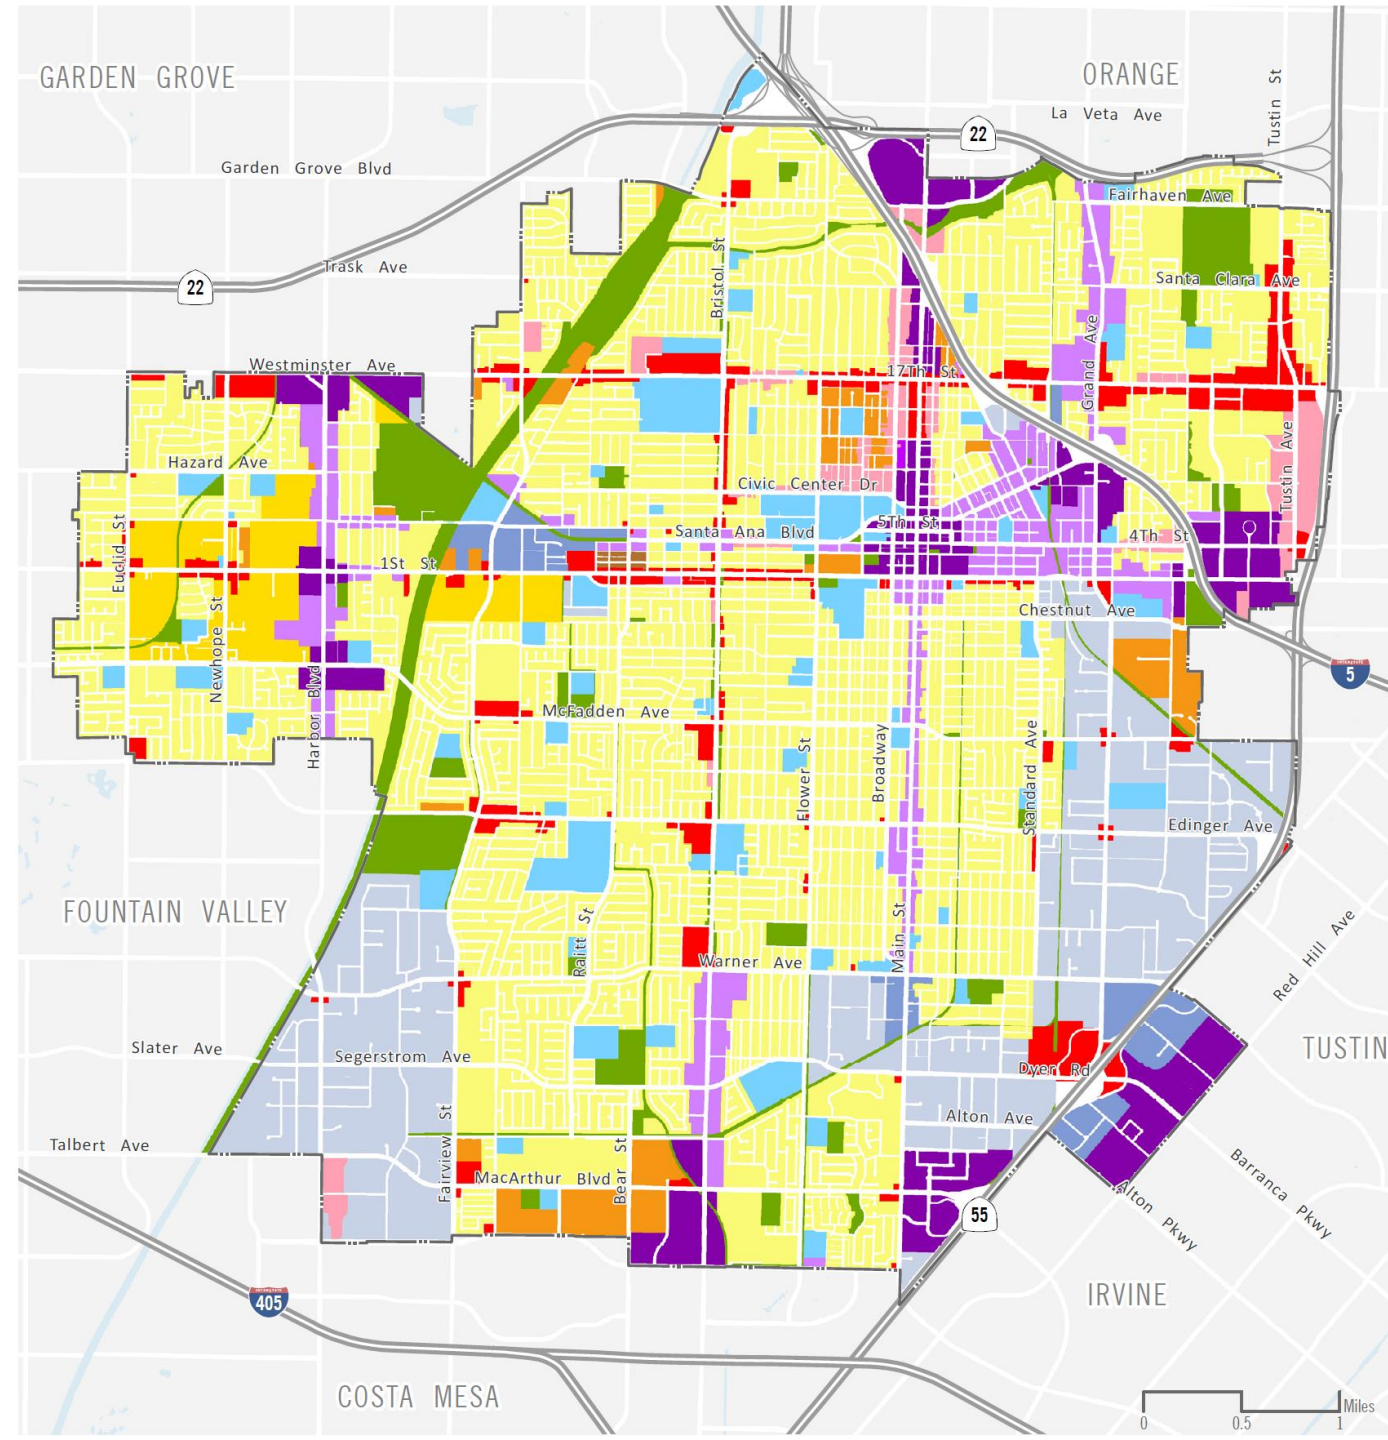 GARDEN GROVE
ORANGE
Tustin St
La Veta Ave
22
Garden Grove Blvd
Fairhaven Ave
Bristol St
Trask Ave
Santa Clara Ave
22
Grand Ave
Westminster Ave
17Th St
Tustin Ave
Hazard Ave
Civic Center Dr
Euclid St
5Th St
Santa Ana Blvd
4Th St
1St St
Newhope St
Chestnut Ave
Harbor Blvd
INTERSTATE
5
McFadden Ave
Flower St
Broadway
Standard Ave
Edinger Ave
FOUNTAIN VALLEY
Raitt St
Main St
Warner Ave
Red Hill Ave
Slater Ave
Segerstrom Ave
TUSTIN
Dyer Rd
Fairview St
Alton Ave
Talbert Ave
Bear St
MacArthur Blvd
Barranca Pkwy
Alton Pkwy
55
INTERSTATE
405
IRVINE
COSTA MESA
Miles
0 0.5 1